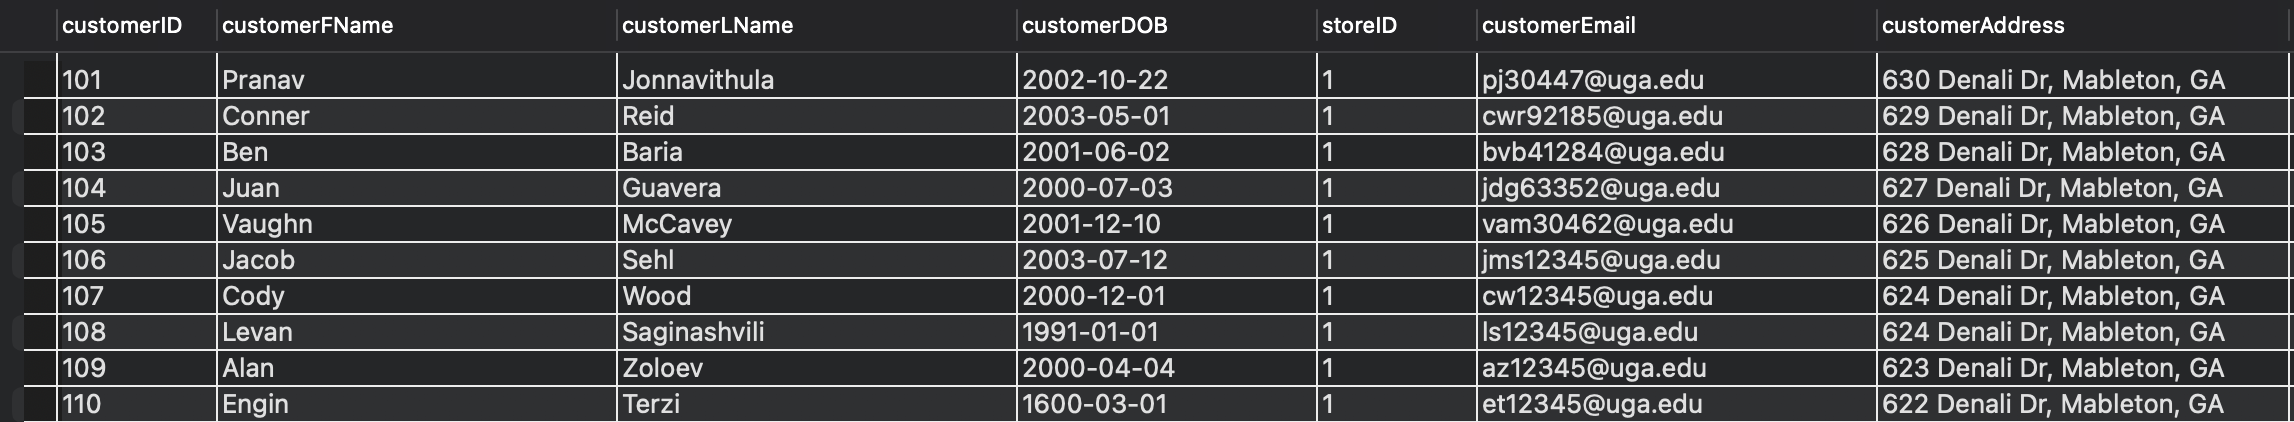 customerID customerFName customerLName customerDOB storeID customerEmail customerAddress
101 Pranav Jonnavithula 2002-10-22 1 pj30447@uga.edu 630 Denali Dr, Mableton, GA
102 Conner Reid 2003-05-01 1 cwr92185@uga.edu 629 Denali Dr, Mableton, GA
103 Ben Baria 2001-06-02 1 bvb41284@uga.edu 628 Denali Dr, Mableton, GA
104 Juan Guavera 2000-07-03 1 jdg63352@uga.edu 627 Denali Dr, Mableton, GA
105 Vaughn McCavey 2001-12-10 1 vam30462@uga.edu 626 Denali Dr, Mableton, GA
106 Jacob Sehl 2003-07-12 1 jms12345@uga.edu 625 Denali Dr, Mableton, GA
107 Cody Wood 2000-12-01 1 cw12345@uga.edu 624 Denali Dr, Mableton, GA
108 Levan Saginashvili 1991-01-01 1 ls12345@uga.edu 624 Denali Dr, Mableton, GA
109 Alan Zoloev 2000-04-04 1 az12345@uga.edu 623 Denali Dr, Mableton, GA
110 Engin Terzi 1600-03-01 1 et12345@uga.edu 622 Denali Dr, Mableton, GA